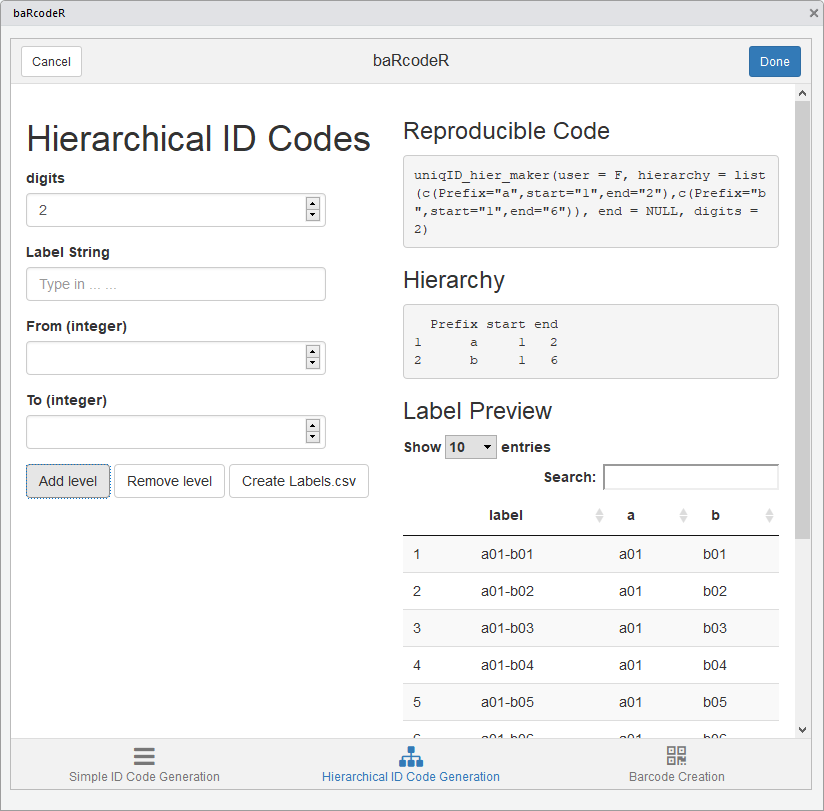 baRcodeR
Cancel
baRcodeR
Done
Hierarchical ID Codes
digits
2
Label String
Type in ... ...
From (integer)
To (integer)
Add level
Remove level
Create Labels.csv
Reproducible Code
uniqID_hier_maker(user = F, hierarchy = list
(c(Prefix="a",start="1",end="2"),c(Prefix="b
",start="1",end="6")), end = NULL, digits =
2)
Hierarchy
Prefix start end
1 a 1 2
2 b 1 6
Label Preview
Show 10 entries
Search:
label a b
1 a01-b01 a01 b01
2 a01-b02 a01 b02
3 a01-b03 a01 b03
4 a01-b04 a01 b04
5 a01-b05 a01 b05
6 a01-b06 a01 b06
Simple ID Code Generation
Hierarchical ID Code Generation
Barcode Creation